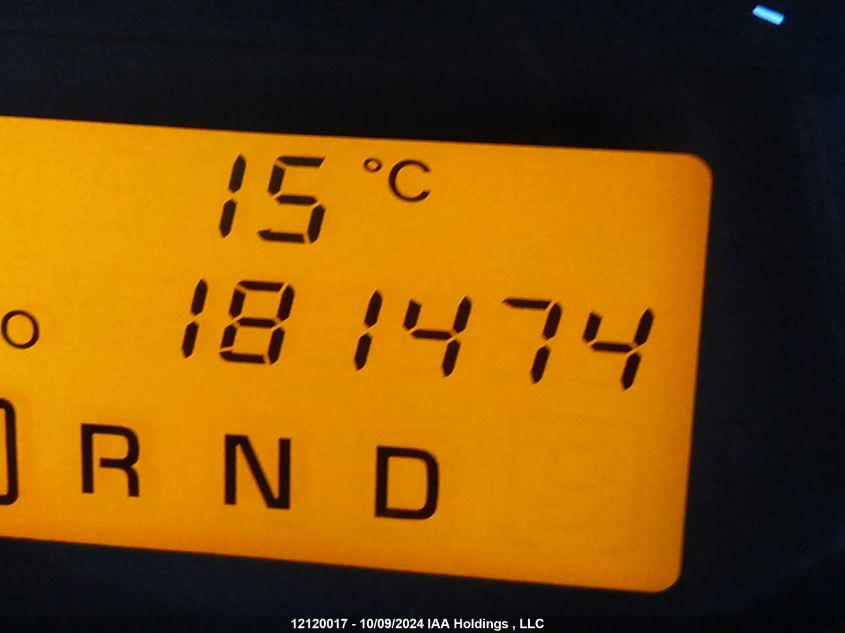 15 °C
O 181474
R N D
12120017 - 10/09/2024 IAA Holdings , LLC